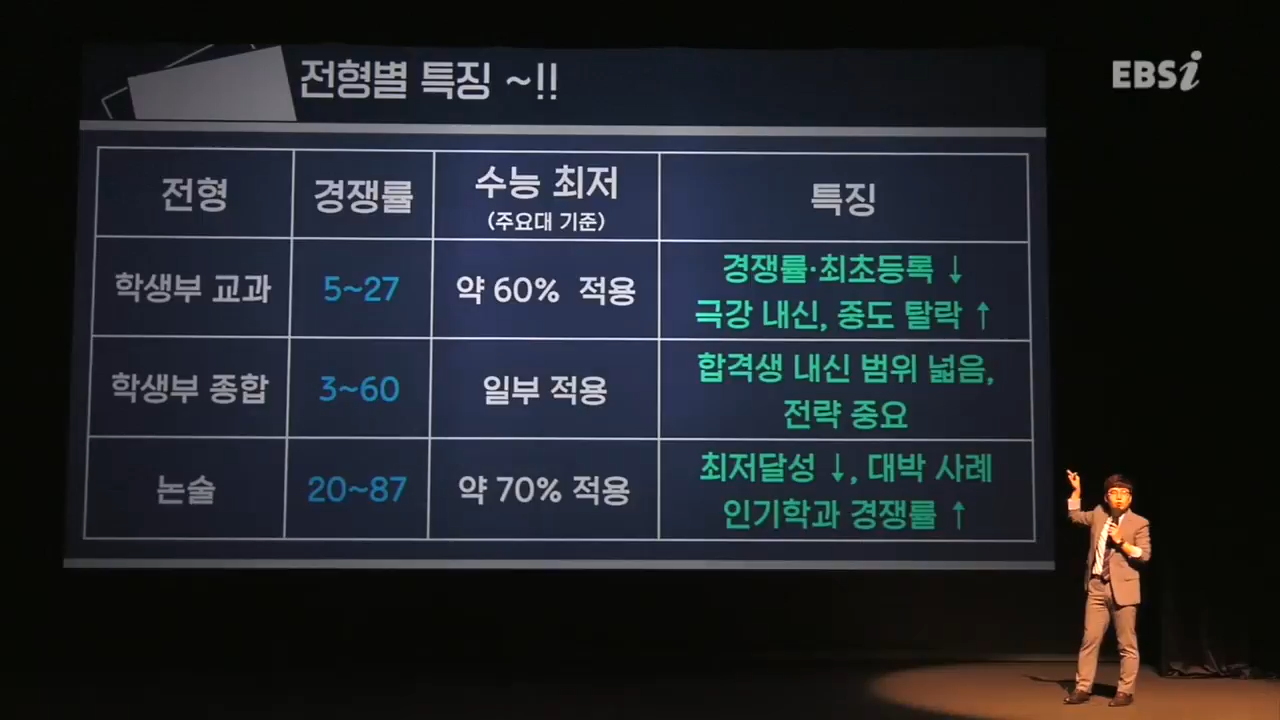 EBSi
전형별 특징 ~!!
전형
경쟁률
수능 최저
(주요대 기준)
특징
학생부 교과
5~27
약 60% 적용
경쟁률·최초등록 ↓
극강 내신, 중도 탈락 ↑
학생부 종합
3~60
일부 적용
합격생 내신 범위 넓음,
전략 중요
논술
20~87
약 70% 적용
최저달성 ↓, 대박 사례
인기학과 경쟁률 ↑